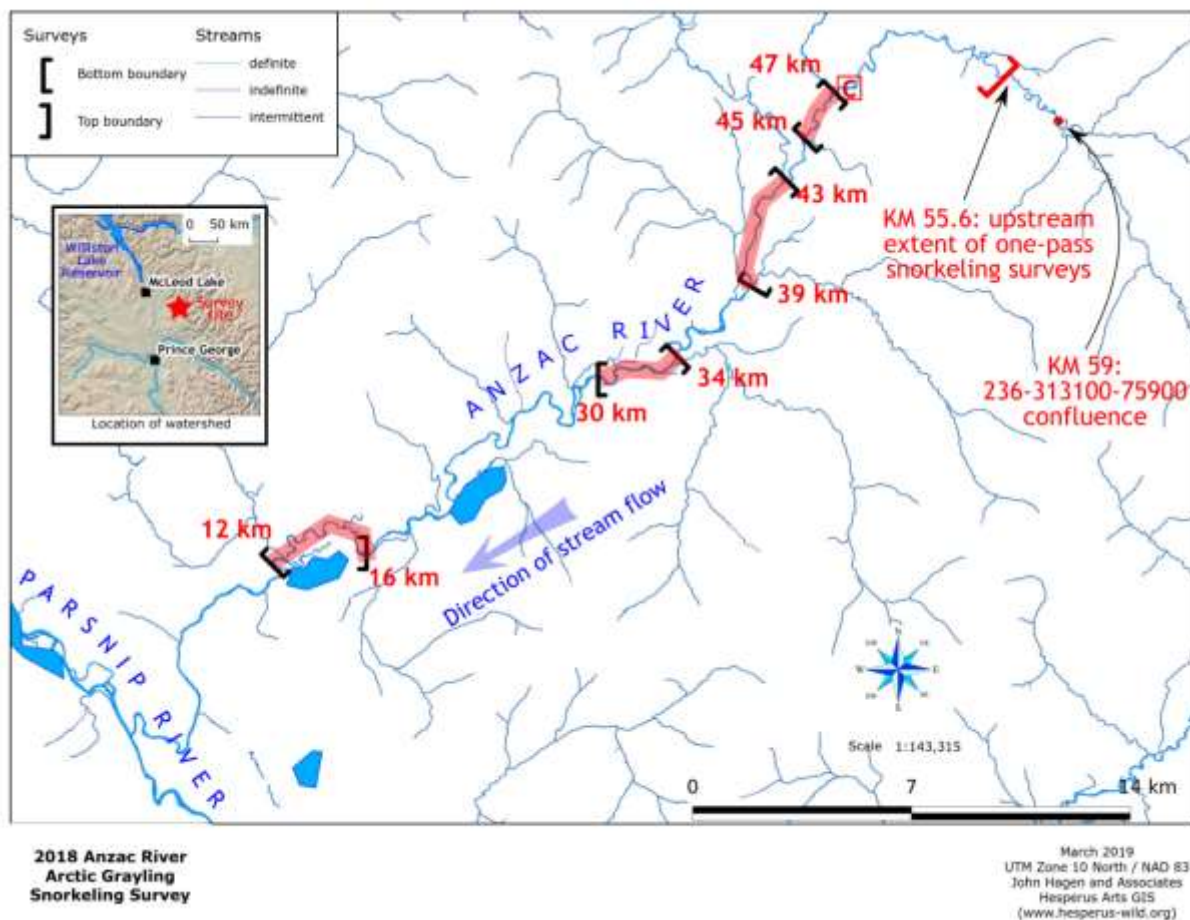 Surveys
Bottom boundary
Top boundary
Streams
definite
indefinite
intermittent
0 50 km
Williston
Lake
Reservoir
McLeod Lake
Survey
site
Prince George
Location of watershed
47 km
C
45 km
43 km
39 km
KM 55.6: upstream
extent of one-pass
snorkeling surveys
KM 59:
236-313100-75900
confluence
ANZAC RIVER
34 km
30 km
12 km
16 km
Direction of stream flow
PARSNIP RIVER
N
W E
S
Scale 1:143,315
0 7 14 km
2018 Anzac River
Arctic Grayling
Snorkeling Survey
March 2019
UTM Zone 10 North / NAD 83
John Hagen and Associates
Hesperus Arts GIS
(www.hesperus-wild.org)